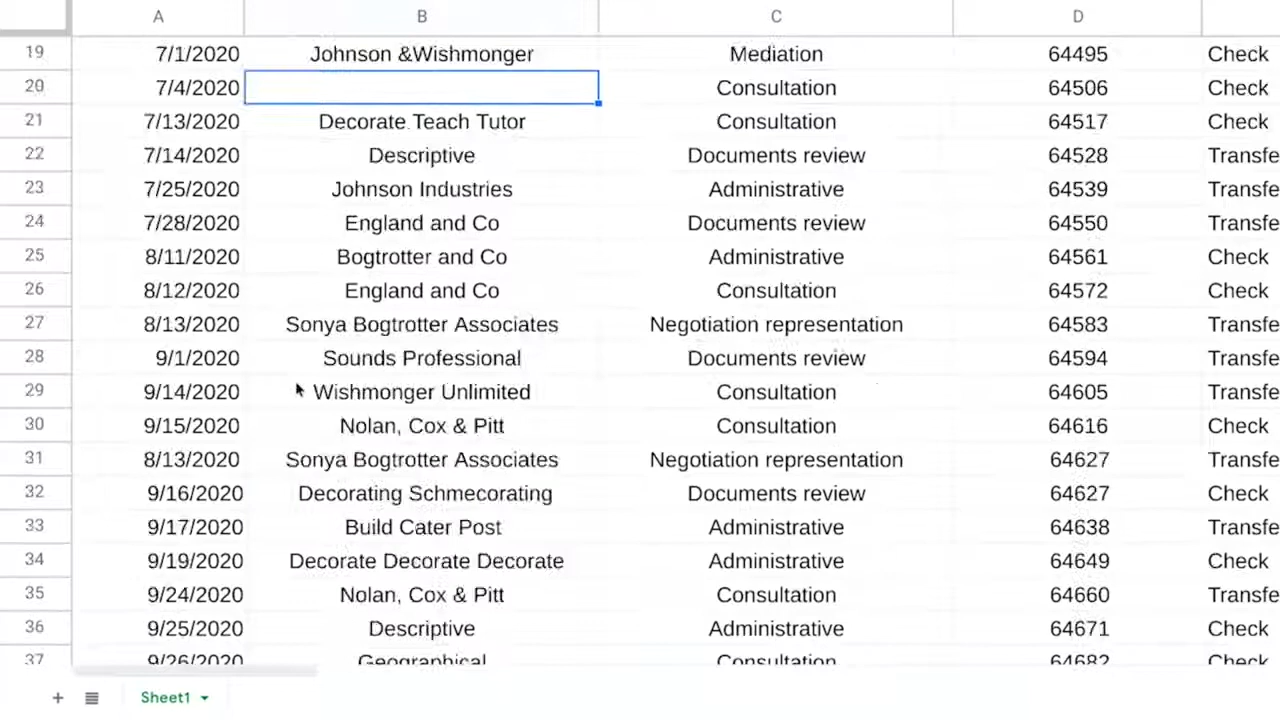 A B C D
19 7/1/2020 Johnson &Wishmonger Mediation 64495 Check
20 7/4/2020 Consultation 64506 Check
21 7/13/2020 Decorate Teach Tutor Consultation 64517 Check
22 7/14/2020 Descriptive Documents review 64528 Transfe
23 7/25/2020 Johnson Industries Administrative 64539 Transfe
24 7/28/2020 England and Co Documents review 64550 Transfe
25 8/11/2020 Bogtrotter and Co Administrative 64561 Check
26 8/12/2020 England and Co Consultation 64572 Check
27 8/13/2020 Sonya Bogtrotter Associates Negotiation representation 64583 Transfe
28 9/1/2020 Sounds Professional Documents review 64594 Transfe
29 9/14/2020 Wishmonger Unlimited Consultation 64605 Transfe
30 9/15/2020 Nolan, Cox & Pitt Consultation 64616 Check
31 8/13/2020 Sonya Bogtrotter Associates Negotiation representation 64627 Transfe
32 9/16/2020 Decorating Schmecorating Documents review 64627 Check
33 9/17/2020 Build Cater Post Administrative 64638 Transfe
34 9/19/2020 Decorate Decorate Decorate Administrative 64649 Check
35 9/24/2020 Nolan, Cox & Pitt Consultation 64660 Transfe
36 9/25/2020 Descriptive Administrative 64671 Check
37 9/26/2020 Geographical Consultation 64682 Check
Sheet1